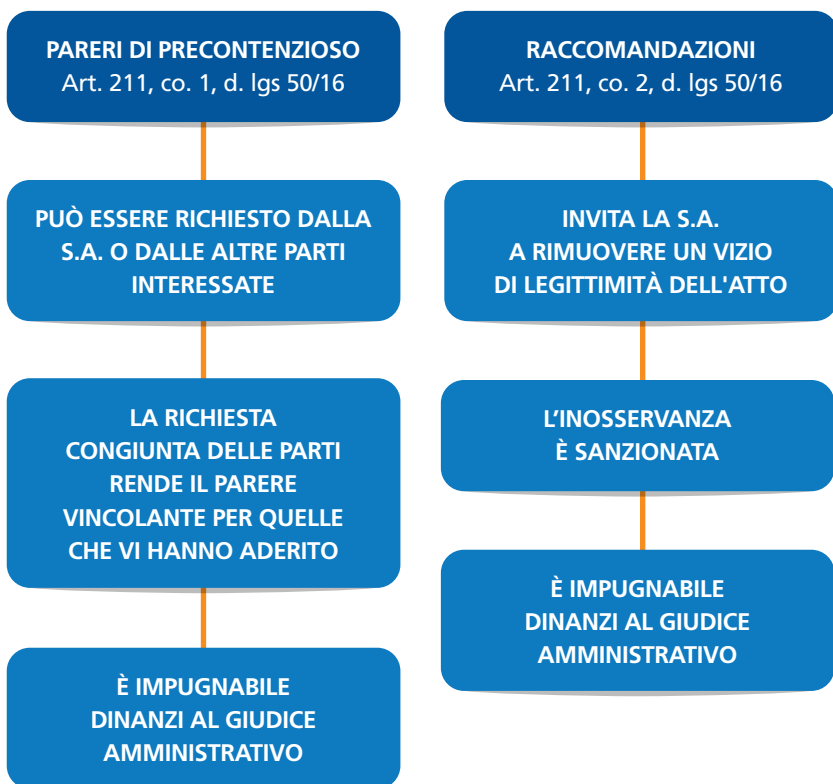 PARERI DI PRECONTENZIOSO
Art. 211, co. 1, d. lgs 50/16
PUÒ ESSERE RICHIESTO DALLA
S.A. O DALLE ALTRE PARTI
INTERESSATE
LA RICHIESTA
CONGIUNTA DELLE PARTI
RENDE IL PARERE
VINCOLANTE PER QUELLE
CHE VI HANNO ADERITO
È IMPUGNABILE
DINANZI AL GIUDICE
AMMINISTRATIVO
RACCOMANDAZIONI
Art. 211, co. 2, d. lgs 50/16
INVITA LA S.A.
A RIMUOVERE UN VIZIO
DI LEGITTIMITÀ DELL'ATTO
L’INOSSERVANZA
È SANZIONATA
È IMPUGNABILE
DINANZI AL GIUDICE
AMMINISTRATIVO